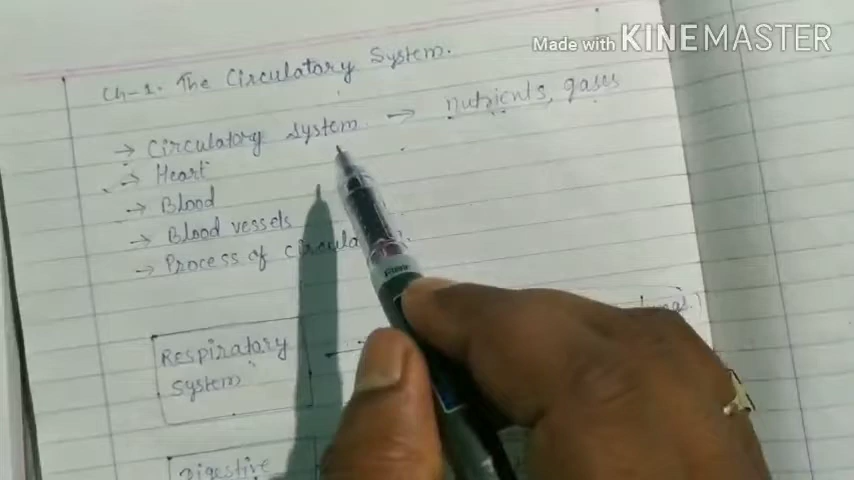 Made with KINEMASTER
Ch-1. The Circulatory System.
→ Circulatory System → Nutrients, gases
→ Heart
→ Blood
→ Blood vessels
→ Process of
Respiratory
System
Digestive